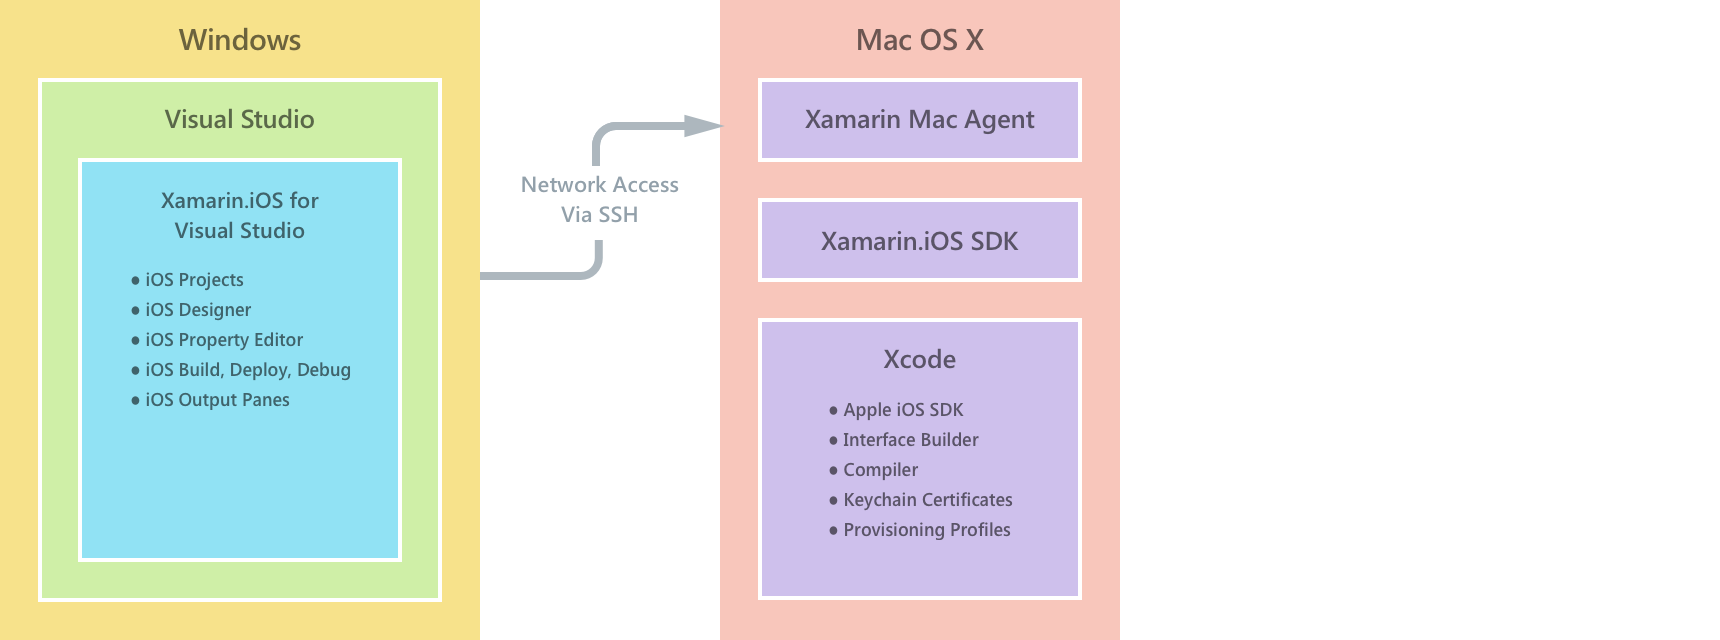 Windows
Visual Studio
Xamarin.iOS for
Visual Studio
● iOS Projects
● iOS Designer
● iOS Property Editor
● iOS Build, Deploy, Debug
● iOS Output Panes
Network Access
Via SSH
Mac OS X
Xamarin Mac Agent
Xamarin.iOS SDK
Xcode
● Apple iOS SDK
● Interface Builder
● Compiler
● Keychain Certificates
● Provisioning Profiles